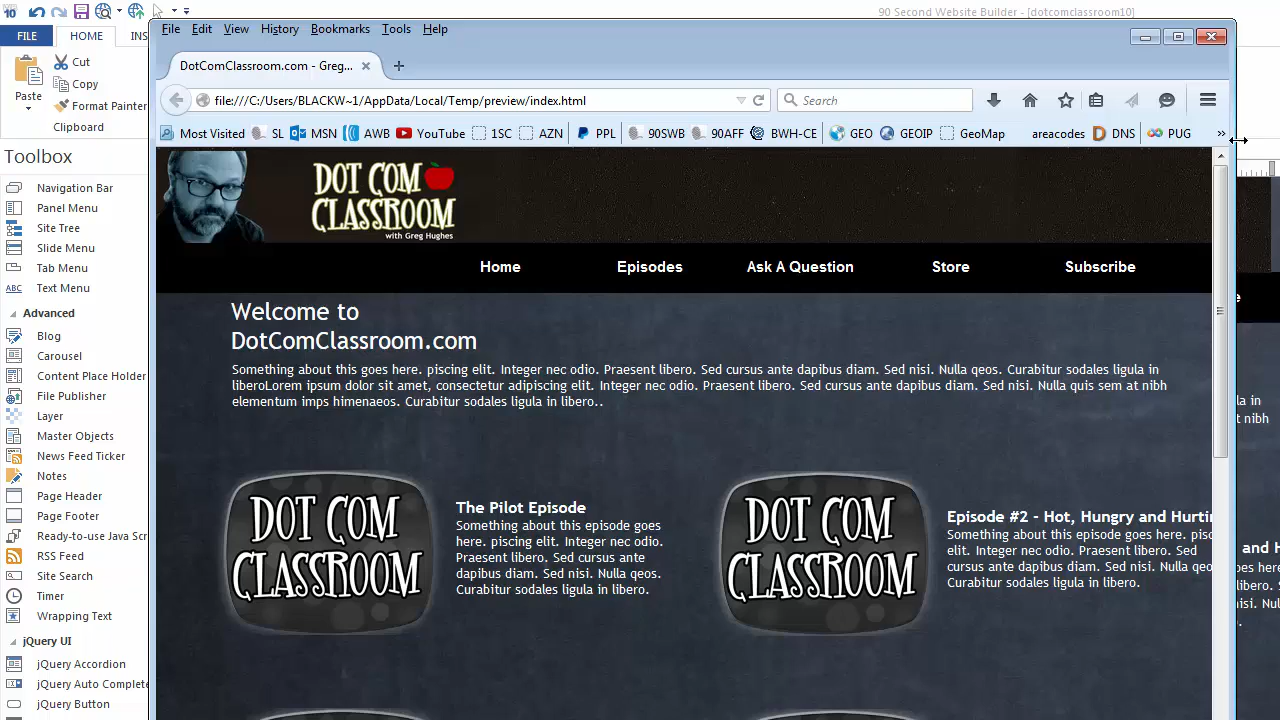 90 Second Website Builder - [dotcomclassroom10]
FILE
HOME
INS
Paste
Cut
Copy
Format Painter
Clipboard
Toolbox
Navigation Bar
Panel Menu
Site Tree
Slide Menu
Tab Menu
ABC Text Menu
Advanced
Blog
Carousel
Content Place Holder
File Publisher
Layer
Master Objects
News Feed Ticker
Notes
Page Header
Page Footer
Ready-to-use Java Scr
RSS Feed
Site Search
Timer
Wrapping Text
jQuery UI
jQuery Accordion
jQuery Auto Complete
jQuery Button
File Edit View History Bookmarks Tools Help
DotComClassroom.com - Greg...
file:///C:/Users/BLACKW~1/AppData/Local/Temp/preview/index.html
Search
Most Visited SL MSN AWB YouTube 1SC AZN PPL 90SWB 90AFF BWH-CE GEO GEOIP GeoMap areacodes DNS PUG »
DOT COM
CLASSROOM
with Greg Hughes
Home Episodes Ask A Question Store Subscribe
Welcome to
DotComClassroom.com
Something about this goes here. piscing elit. Integer nec odio. Praesent libero. Sed cursus ante dapibus diam. Sed nisi. Nulla qeos. Curabitur sodales ligula in
liberoLorem ipsum dolor sit amet, consectetur adipiscing elit. Integer nec odio. Praesent libero. Sed cursus ante dapibus diam. Sed nisi. Nulla quis sem at nibh
elementum imps himenaeos. Curabitur sodales ligula in libero..
DOT COM
CLASSROOM
The Pilot Episode
Something about this episode goes
here. piscing elit. Integer nec odio.
Praesent libero. Sed cursus ante
dapibus diam. Sed nisi. Nulla qeos.
Curabitur sodales ligula in libero.
DOT COM
CLASSROOM
Episode #2 - Hot, Hungry and Hurtin
Something about this episode goes here. pisc
elit. Integer nec odio. Praesent libero. Sed
cursus ante dapibus diam. Sed nisi. Nulla qeos.
Curabitur sodales ligula in libero.